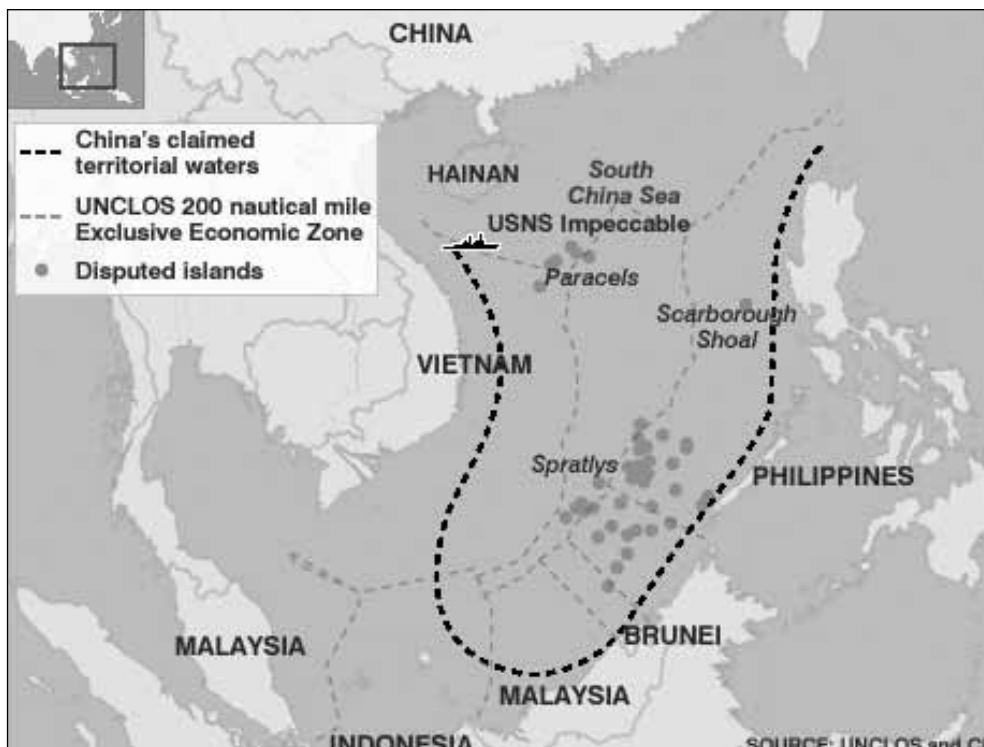 CHINA
China's claimed
territorial waters
UNCLOS 200 nautical mile
Exclusive Economic Zone
Disputed islands
HAINAN
South
China Sea
USNS Impeccable
Paracels
Scarborough
Shoal
VIETNAM
Spratlys
PHILIPPINES
MALAYSIA
BRUNEI
MALAYSIA
INDONESIA
SOURCE: UNCLOS and